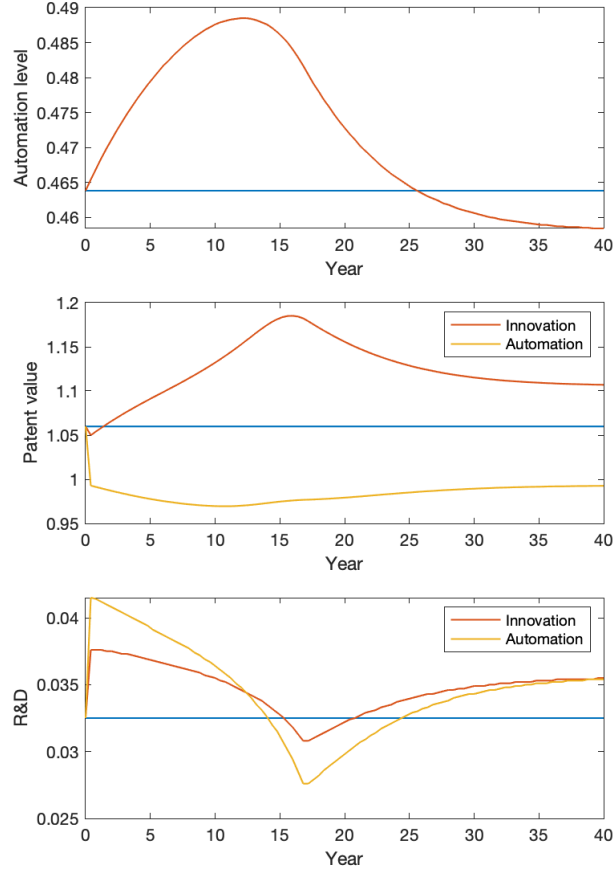 Automation level
0.49
0.485
0.48
0.475
0.47
0.465
0.46
0 5 10 15 20 25 30 35 40
Year
Patent value
1.2
1.15
1.1
1.05
1
0.95
Innovation
Automation
0 5 10 15 20 25 30 35 40
Year
R&D
0.04
0.035
0.03
0.025
Innovation
Automation
0 5 10 15 20 25 30 35 40
Year